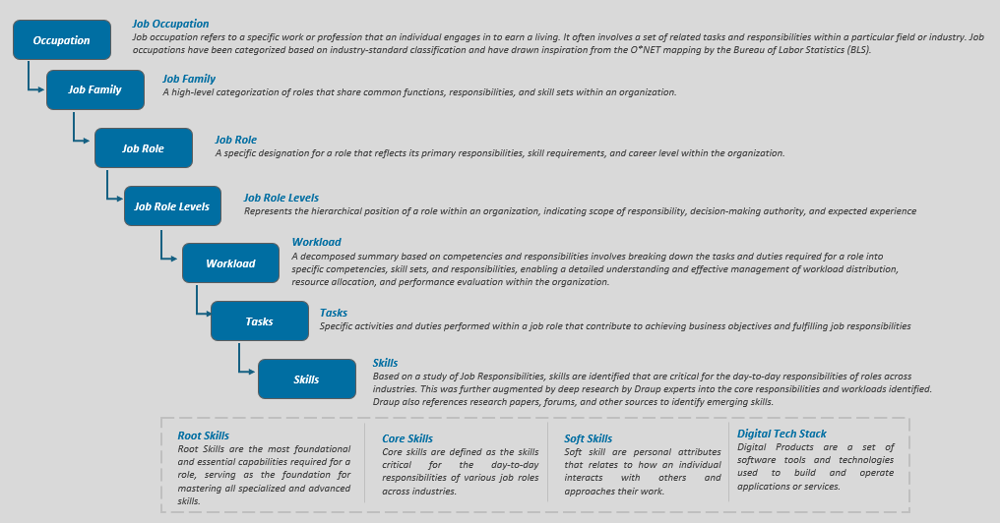 Occupation
Job Occupation
Job occupation refers to a specific work or profession that an individual engages in to earn a living. It often involves a set of related tasks and responsibilities within a particular field or industry. Job
occupations have been categorized based on industry-standard classification and have drawn inspiration from the O*NET mapping by the Bureau of Labor Statistics (BLS).
Job Family
Job Family
A high-level categorization of roles that share common functions, responsibilities, and skill sets within an organization.
Job Role
Job Role
A specific designation for a role that reflects its primary responsibilities, skill requirements, and career level within the organization.
Job Role Levels
Job Role Levels
Represents the hierarchical position of a role within an organization, indicating scope of responsibility, decision-making authority, and expected experience
Workload
Workload
A decomposed summary based on competencies and responsibilities involves breaking down the tasks and duties required for a role into
specific competencies, skill sets, and responsibilities, enabling a detailed understanding and effective management of workload distribution,
resource allocation, and performance evaluation within the organization.
Tasks
Tasks
Specific activities and duties performed within a job role that contribute to achieving business objectives and fulfilling job responsibilities
Skills
Skills
Based on a study of Job Responsibilities, skills are identified that are critical for the day-to-day responsibilities of roles across
industries. This was further augmented by deep research by Draup experts into the core responsibilities and workloads identified.
Draup also references research papers, forums, and other sources to identify emerging skills.
Root Skills
Root Skills are the most foundational
and essential capabilities required for a
role, serving as the foundation for
mastering all specialized and advanced
skills.
Core Skills
Core skills are defined as the skills
critical for the day-to-day
responsibilities of various job roles
across industries.
Soft Skills
Soft skill are personal attributes
that relates to how an individual
interacts with others and
approaches their work.
Digital Tech Stack
Digital Products are a set of
software tools and technologies
used to build and operate
applications or services.